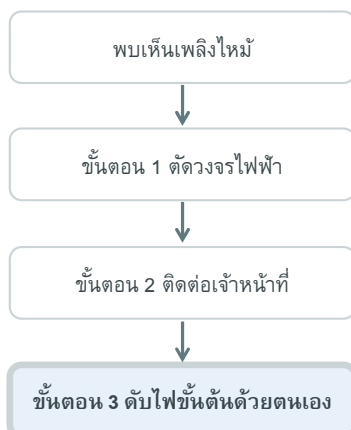 พบเห็นเพลิงไหม้
ขั้นตอน 1 ตัดวงจรไฟฟ้า
ขั้นตอน 2 ติดต่อเจ้าหน้าที่
ขั้นตอน 3 ดับไฟขั้นต้นด้วยตนเอง